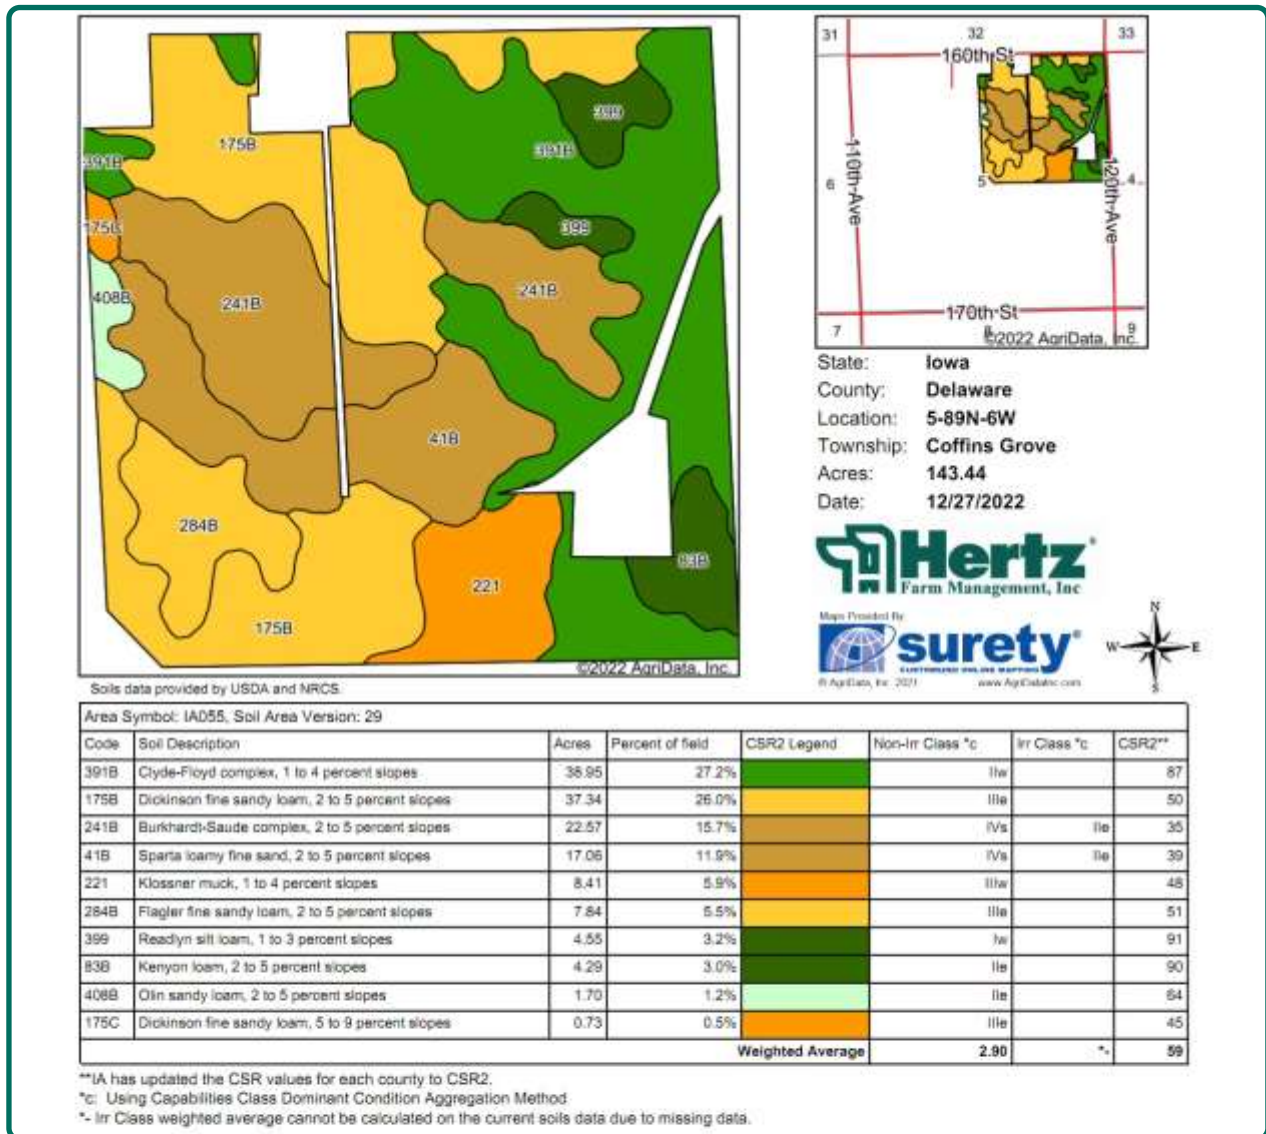 399
175B
391B
391B
175C
399
408B
241B
241B
41B
284B
221
83B
175B
©2022 AgriData, Inc.
Soils data provided by USDA and NRCS.
31 32 33
160th St
110th Ave
120th Ave
6 5 4
170th St
7 8 9
©2022 AgriData, Inc.
State: Iowa
County: Delaware
Location: 5-89N-6W
Township: Coffins Grove
Acres: 143.44
Date: 12/27/2022
Hertz®
Farm Management, Inc
Maps Provided By
surety®
CUSTOMIZED ONLINE MAPPING
© AgriData, Inc. 2021 www.AgriDataInc.com
N
W E
S
Area Symbol: IA055, Soil Area Version: 29
Code Soil Description Acres Percent of field CSR2 Legend Non-Irr Class *c Irr Class *c CSR2**
391B Clyde-Floyd complex, 1 to 4 percent slopes 38.95 27.2% IIw 87
175B Dickinson fine sandy loam, 2 to 5 percent slopes 37.34 26.0% IIIe 50
241B Burkhardt-Saude complex, 2 to 5 percent slopes 22.57 15.7% IVs IIe 35
41B Sparta loamy fine sand, 2 to 5 percent slopes 17.06 11.9% IVs IIe 39
221 Klossner muck, 1 to 4 percent slopes 8.41 5.9% IIIw 48
284B Flagler fine sandy loam, 2 to 5 percent slopes 7.84 5.5% IIIe 51
399 Readlyn silt loam, 1 to 3 percent slopes 4.55 3.2% Iw 91
83B Kenyon loam, 2 to 5 percent slopes 4.29 3.0% IIe 90
408B Olin sandy loam, 2 to 5 percent slopes 1.70 1.2% IIe 64
175C Dickinson fine sandy loam, 5 to 9 percent slopes 0.73 0.5% IIIe 45
Weighted Average 2.90 *- 59
**IA has updated the CSR values for each county to CSR2.
*c: Using Capabilities Class Dominant Condition Aggregation Method
*- Irr Class weighted average cannot be calculated on the current soils data due to missing data.